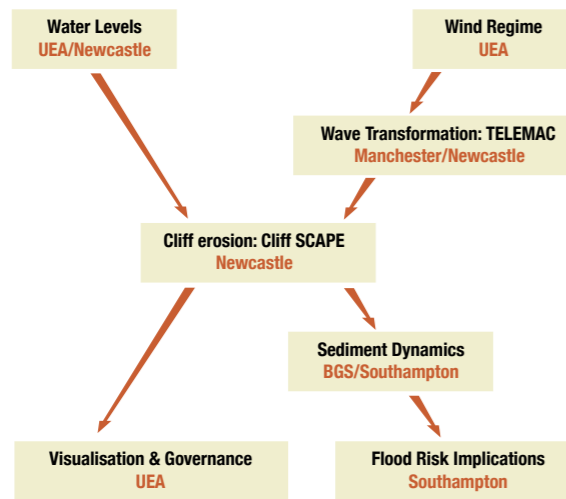 Water Levels
UEA/Newcastle
Wind Regime
UEA
Wave Transformation: TELEMAC
Manchester/Newcastle
Cliff erosion: Cliff SCAPE
Newcastle
Sediment Dynamics
BGS/Southampton
Visualisation & Governance
UEA
Flood Risk Implications
Southampton